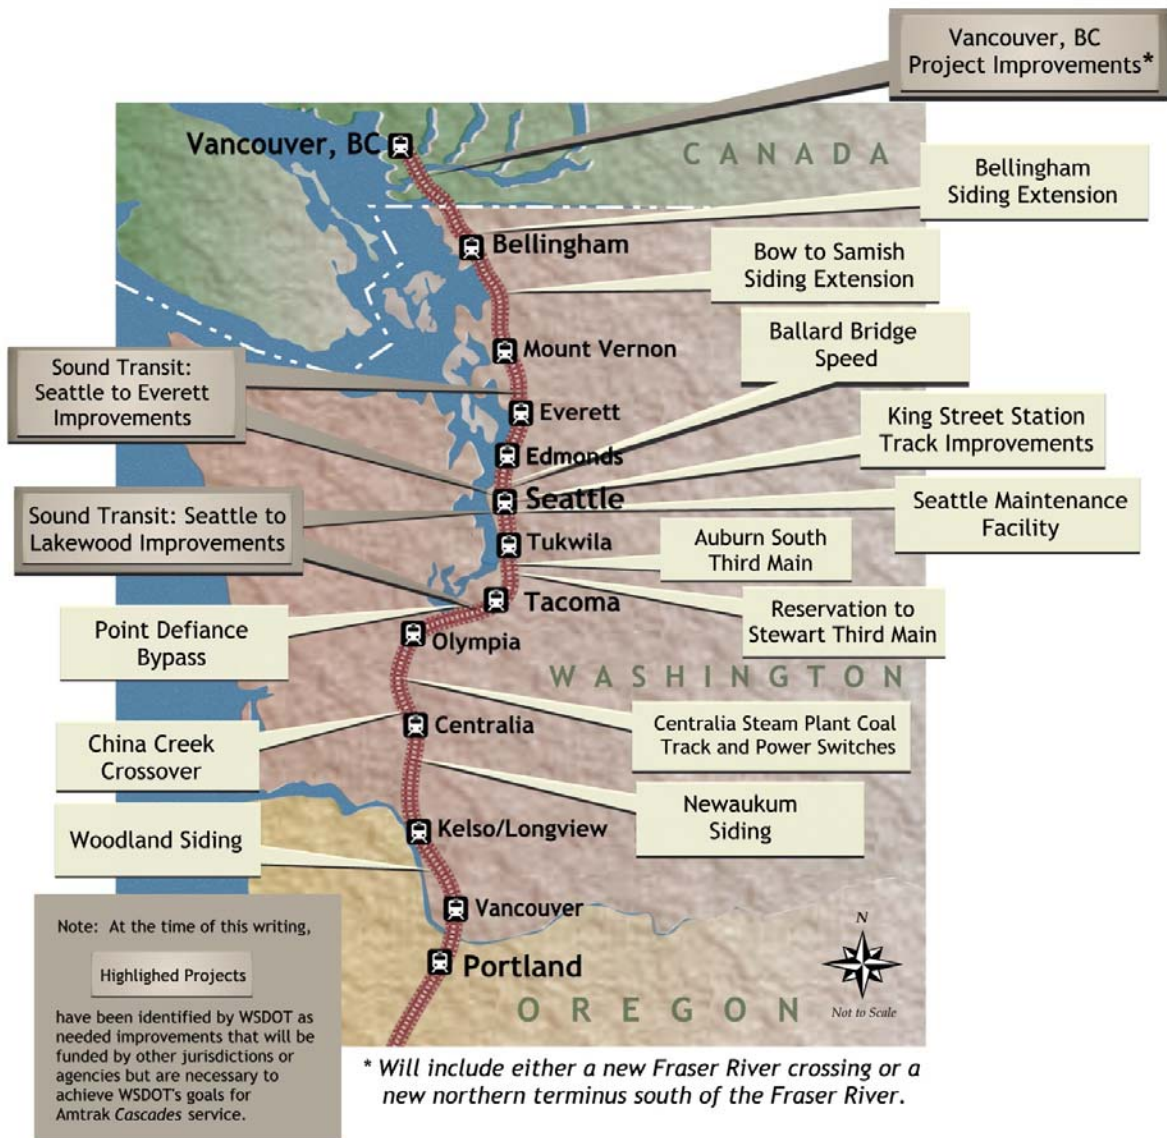 Vancouver, BC
Project Improvements*
Vancouver, BC
CANADA
Bellingham
Siding Extension
Bellingham
Bow to Samish
Siding Extension
Ballard Bridge
Speed
Mount Vernon
Sound Transit:
Seattle to Everett
Improvements
Everett
King Street Station
Track Improvements
Edmonds
Seattle
Seattle Maintenance
Facility
Sound Transit: Seattle to
Lakewood Improvements
Tukwila
Auburn South
Third Main
Tacoma
Reservation to
Stewart Third Main
Point Defiance
Bypass
Olympia
WASHINGTON
Centralia Steam Plant Coal
Track and Power Switches
China Creek
Crossover
Centralia
Newaukum
Siding
Woodland Siding
Kelso/Longview
Vancouver
Portland
OREGON
N
Not to Scale
Note: At the time of this writing,
Highlighed Projects
have been identified by WSDOT as
needed improvements that will be
funded by other jurisdictions or
agencies but are necessary to
achieve WSDOT's goals for
Amtrak Cascades service.
* Will include either a new Fraser River crossing or a
new northern terminus south of the Fraser River.